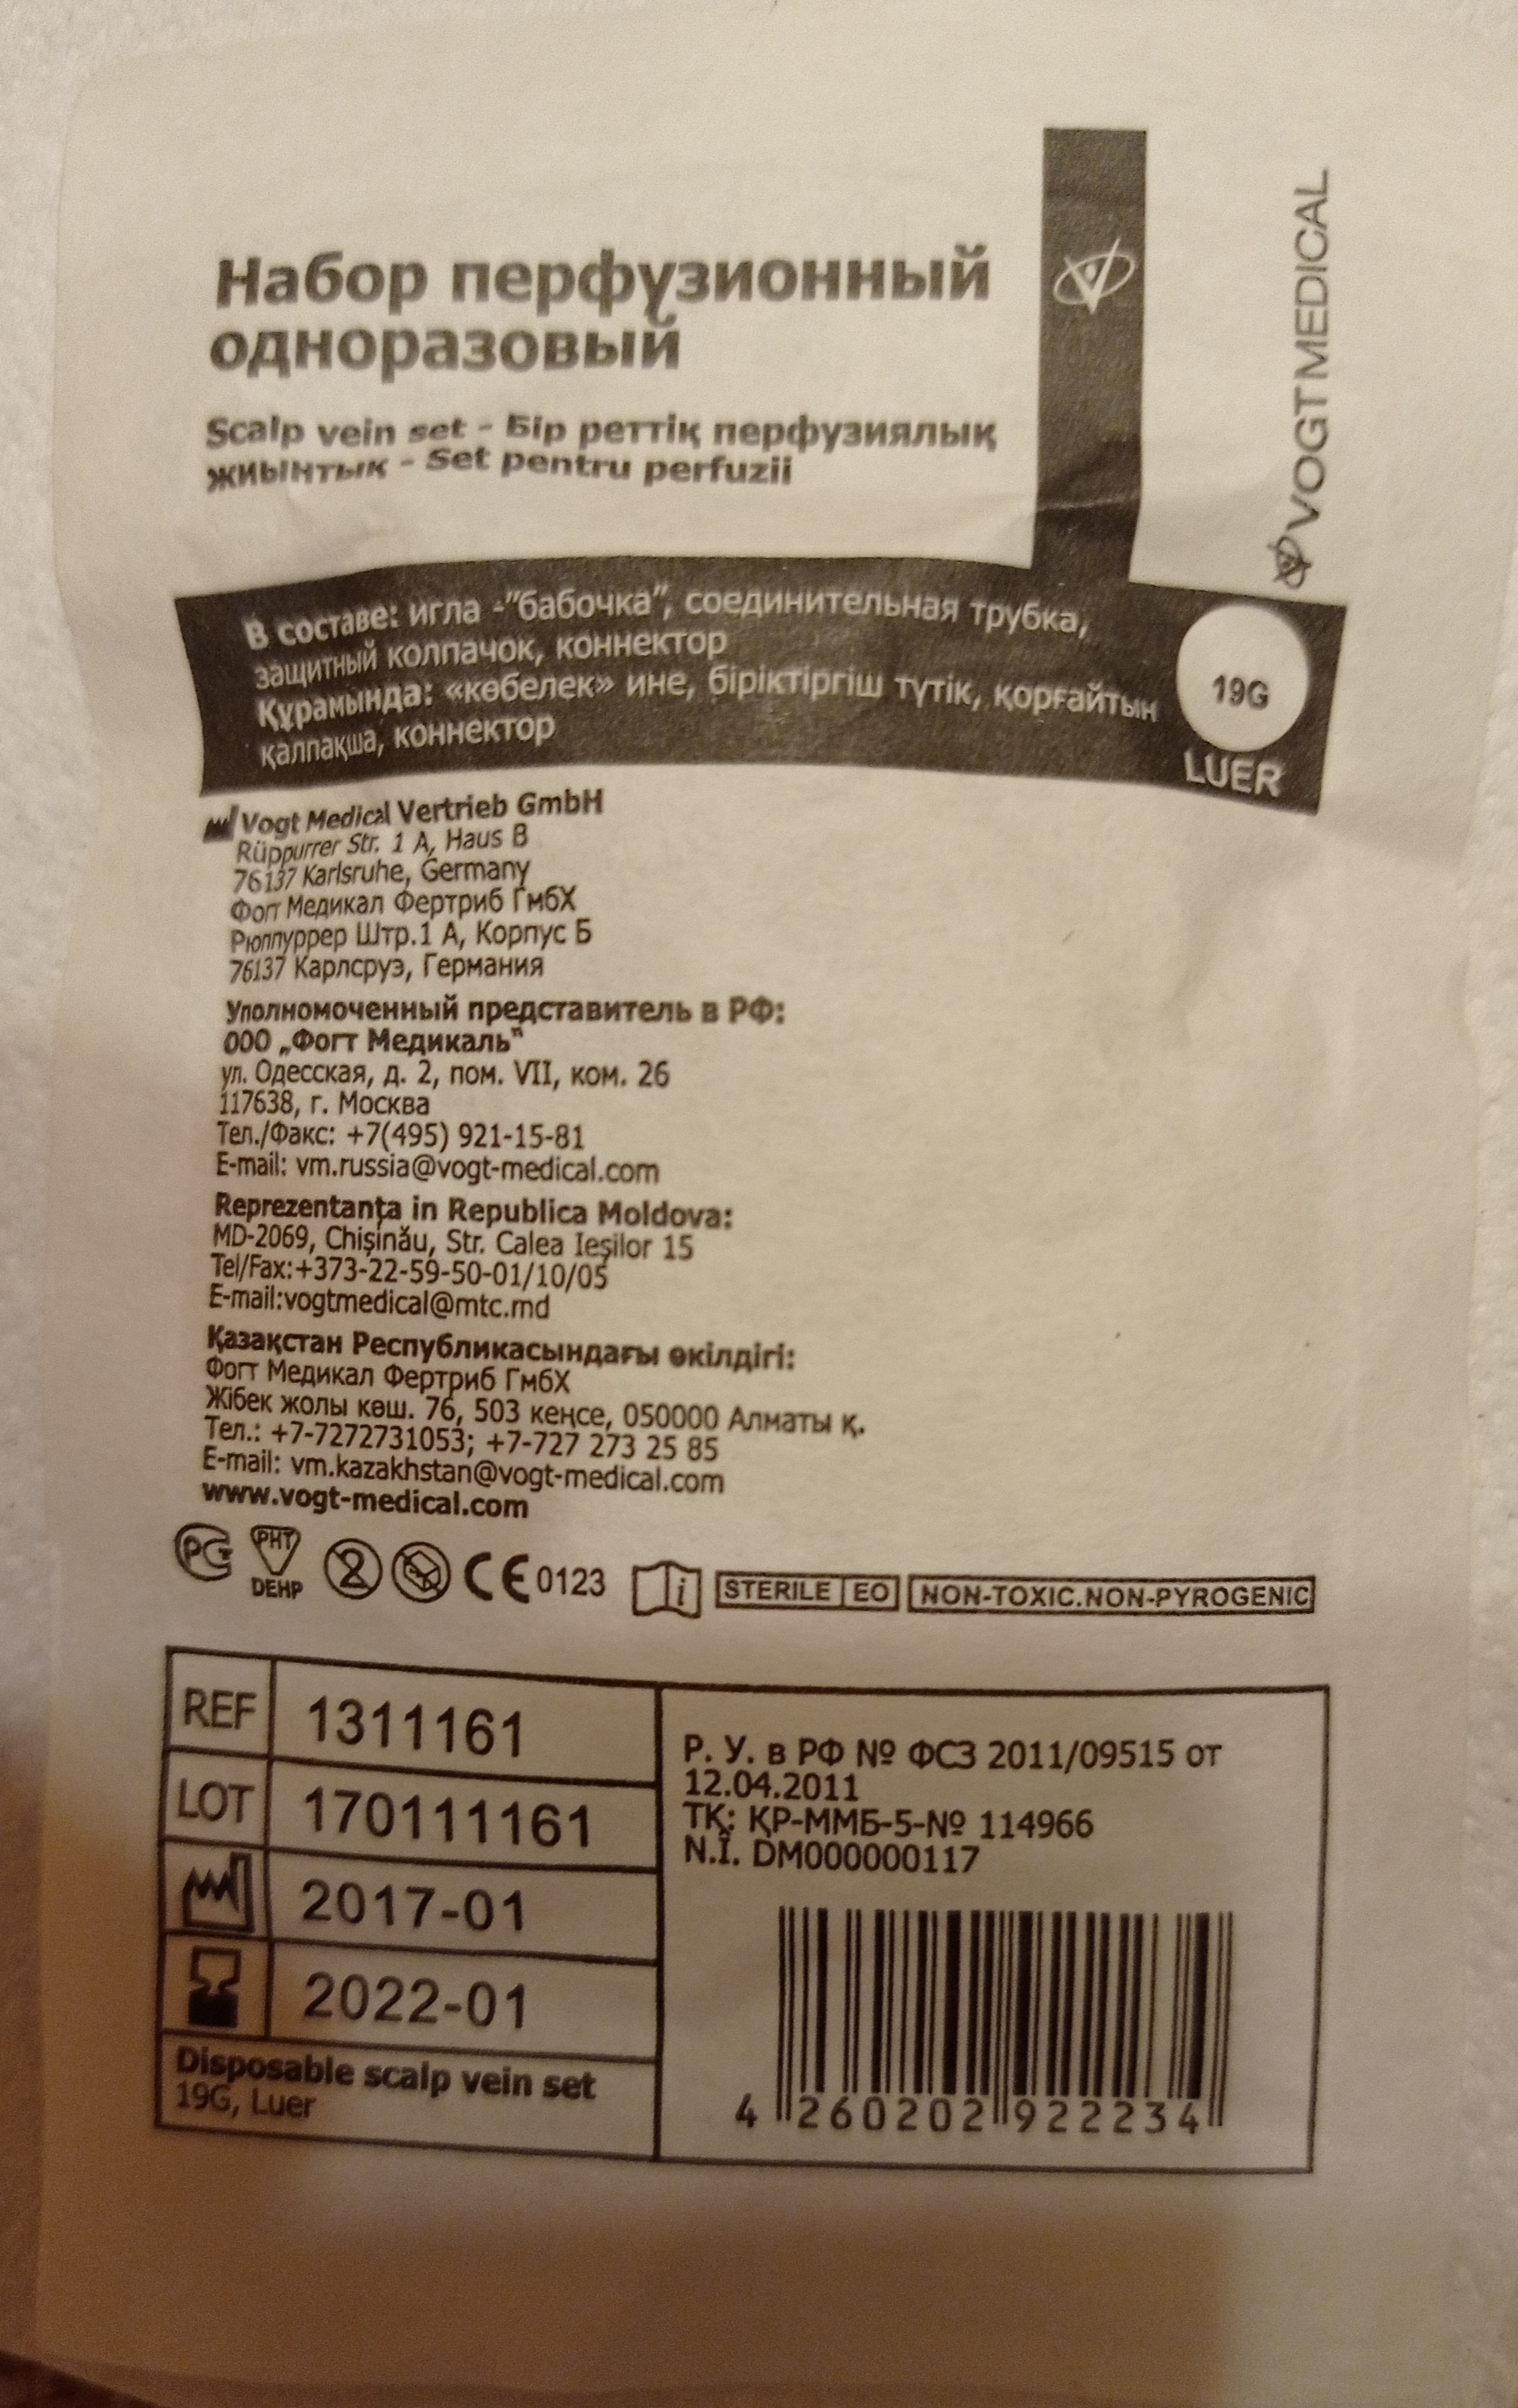 Набор перфузионный
одноразовый
Scalp vein set - Бір реттік перфузиялық
жиынтық - Set pentru perfuzii
VOGT MEDICAL
В составе: игла -"бабочка", соединительная трубка,
защитный колпачок, коннектор
Құрамында: «көбелек» ине, біріктіргіш түтік, қорғайтын
қалпақша, коннектор
19G
LUER
Vogt Medical Vertrieb GmbH
Rüppurrer Str. 1 A, Haus B
76137 Karlsruhe, Germany
Фогт Медикал Фертриб ГмбХ
Рюппуррер Штр.1 А, Корпус Б
76137 Карлсруэ, Германия
Уполномоченный представитель в РФ:
ООО „Фогт Медикаль"
ул. Одесская, д. 2, пом. VII, ком. 26
117638, г. Москва
Тел./Факс: +7(495) 921-15-81
E-mail: vm.russia@vogt-medical.com
Reprezentanța in Republica Moldova:
MD-2069, Chișinău, Str. Calea Ieșilor 15
Tel/Fax:+373-22-59-50-01/10/05
E-mail:vogtmedical@mtc.md
Қазақстан Республикасындағы өкілдігі:
Фогт Медикал Фертриб ГмбХ
Жібек жолы көш. 76, 503 кеңсе, 050000 Алматы қ.
Тел.: +7-7272731053; +7-727 273 25 85
E-mail: vm.kazakhstan@vogt-medical.com
www.vogt-medical.com
РСТ PHT DEHP 2 CE 0123 i STERILE EO NON-TOXIC.NON-PYROGENIC
REF 1311161
LOT 170111161
2017-01
2022-01
Disposable scalp vein set
19G, Luer
Р. У. в РФ № ФСЗ 2011/09515 от
12.04.2011
ТК: ҚР-ММБ-5-№ 114966
N.Î. DM000000117
4 260202 922234